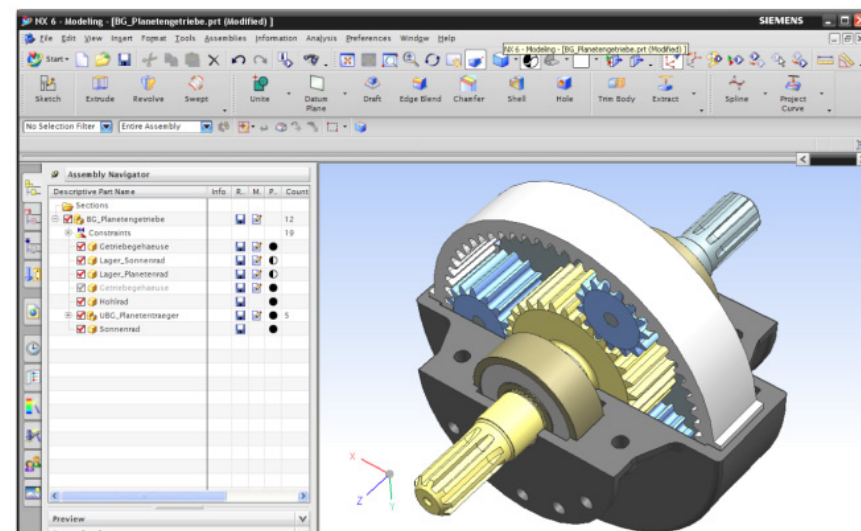 NX 6 - Modeling - [BG_Planetengetriebe.prt (Modified) ]
SIEMENS
File Edit View Insert Format Tools Assemblies Information Analysis Preferences Window Help
Start
NX 6 - Modeling - [BG_Planetengetriebe.prt (Modified) ]
Sketch Extrude Revolve Swept Unite Datum Plane Draft Edge Blend Chamfer Shell Hole Trim Body Extract Spline Project Curve
No Selection Filter Entire Assembly
Assembly Navigator
Descriptive Part Name Info R.. M. P.. Count
Sections
BG_Planetengetriebe 12
Constraints 19
Getriebegehaeuse
Lager_Sonnenrad
Lager_Planetenrad
Getriebegehaeuse
Hohlrad
UBG_Planetentraeger 5
Sonnenrad
X
Z
Y
Preview